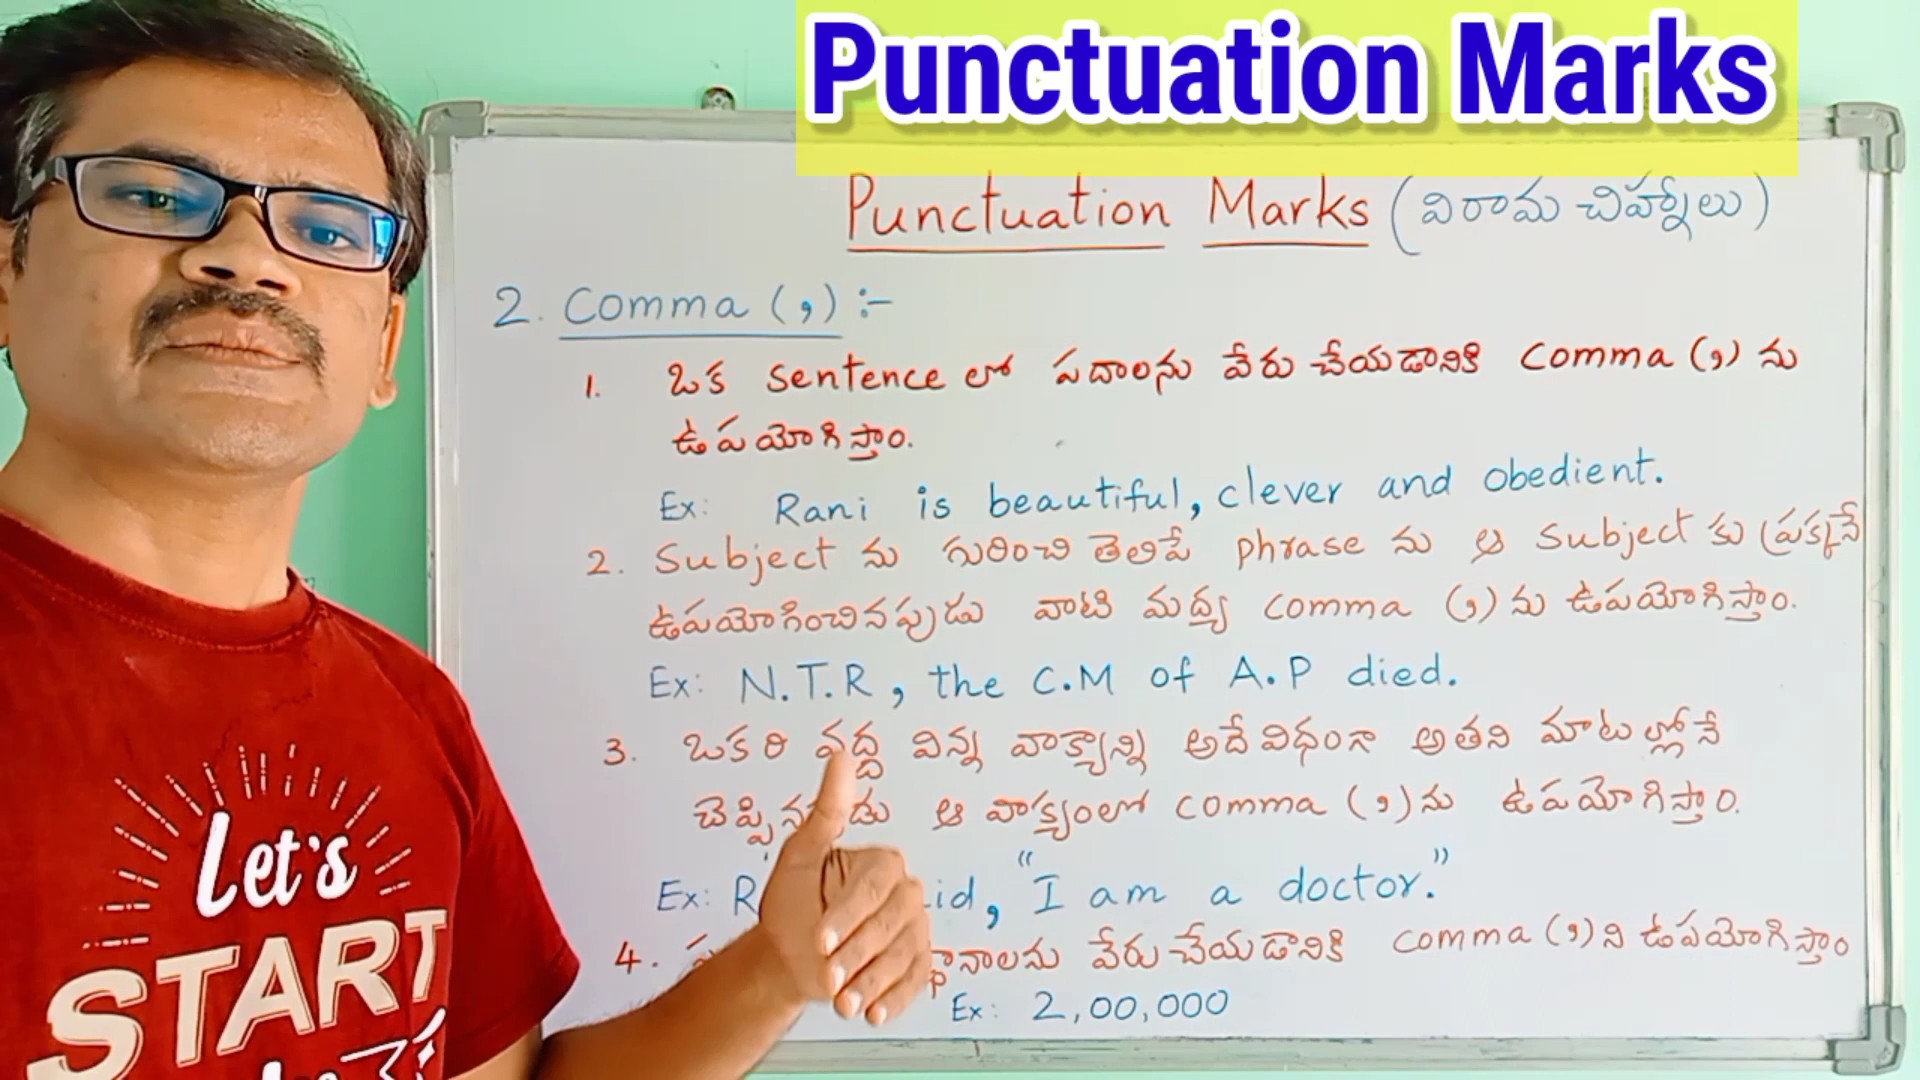 Punctuation Marks
Punctuation Marks (విరామ చిహ్నాలు)
2. Comma (,) :-
1. ఒక sentence లో పదాలను వేరు చేయడానికి comma (,) ను
ఉపయోగిస్తాం.
Ex: Rani is beautiful, clever and obedient.
2. Subject ను గురించి తెలిపే phrase ను ఆ subject కు ప్రక్కనే
ఉపయోగించినప్పుడు వాటి మధ్య comma (,) ను ఉపయోగిస్తాం.
Ex: N.T.R, the C.M of A.P died.
3. ఒకరి వద్ద విన్న వాక్యాన్ని అదేవిధంగా అతని మాటల్లోనే
ఆ వాక్యంలో comma (,) ను ఉపయోగిస్తాం.
Ex: "I am a doctor."
4. వేరుచేయడానికి comma (,) ని ఉపయోగిస్తాం
Ex: 2,00,000
Let's
START